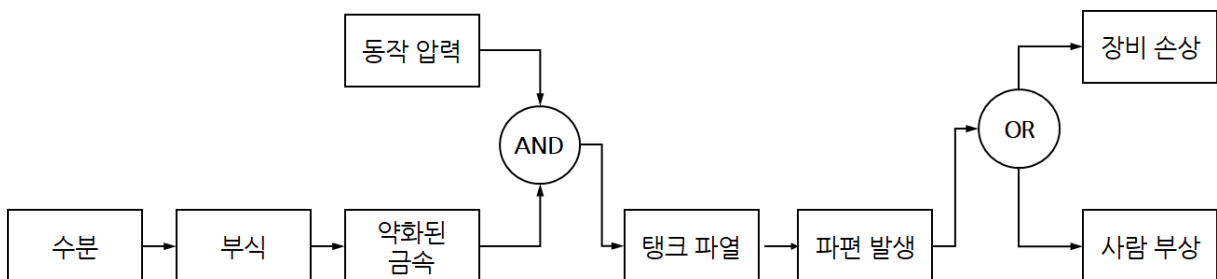 동작 압력
장비 손상
AND
OR
수분
부식
약화된
금속
탱크 파열
파편 발생
사람 부상